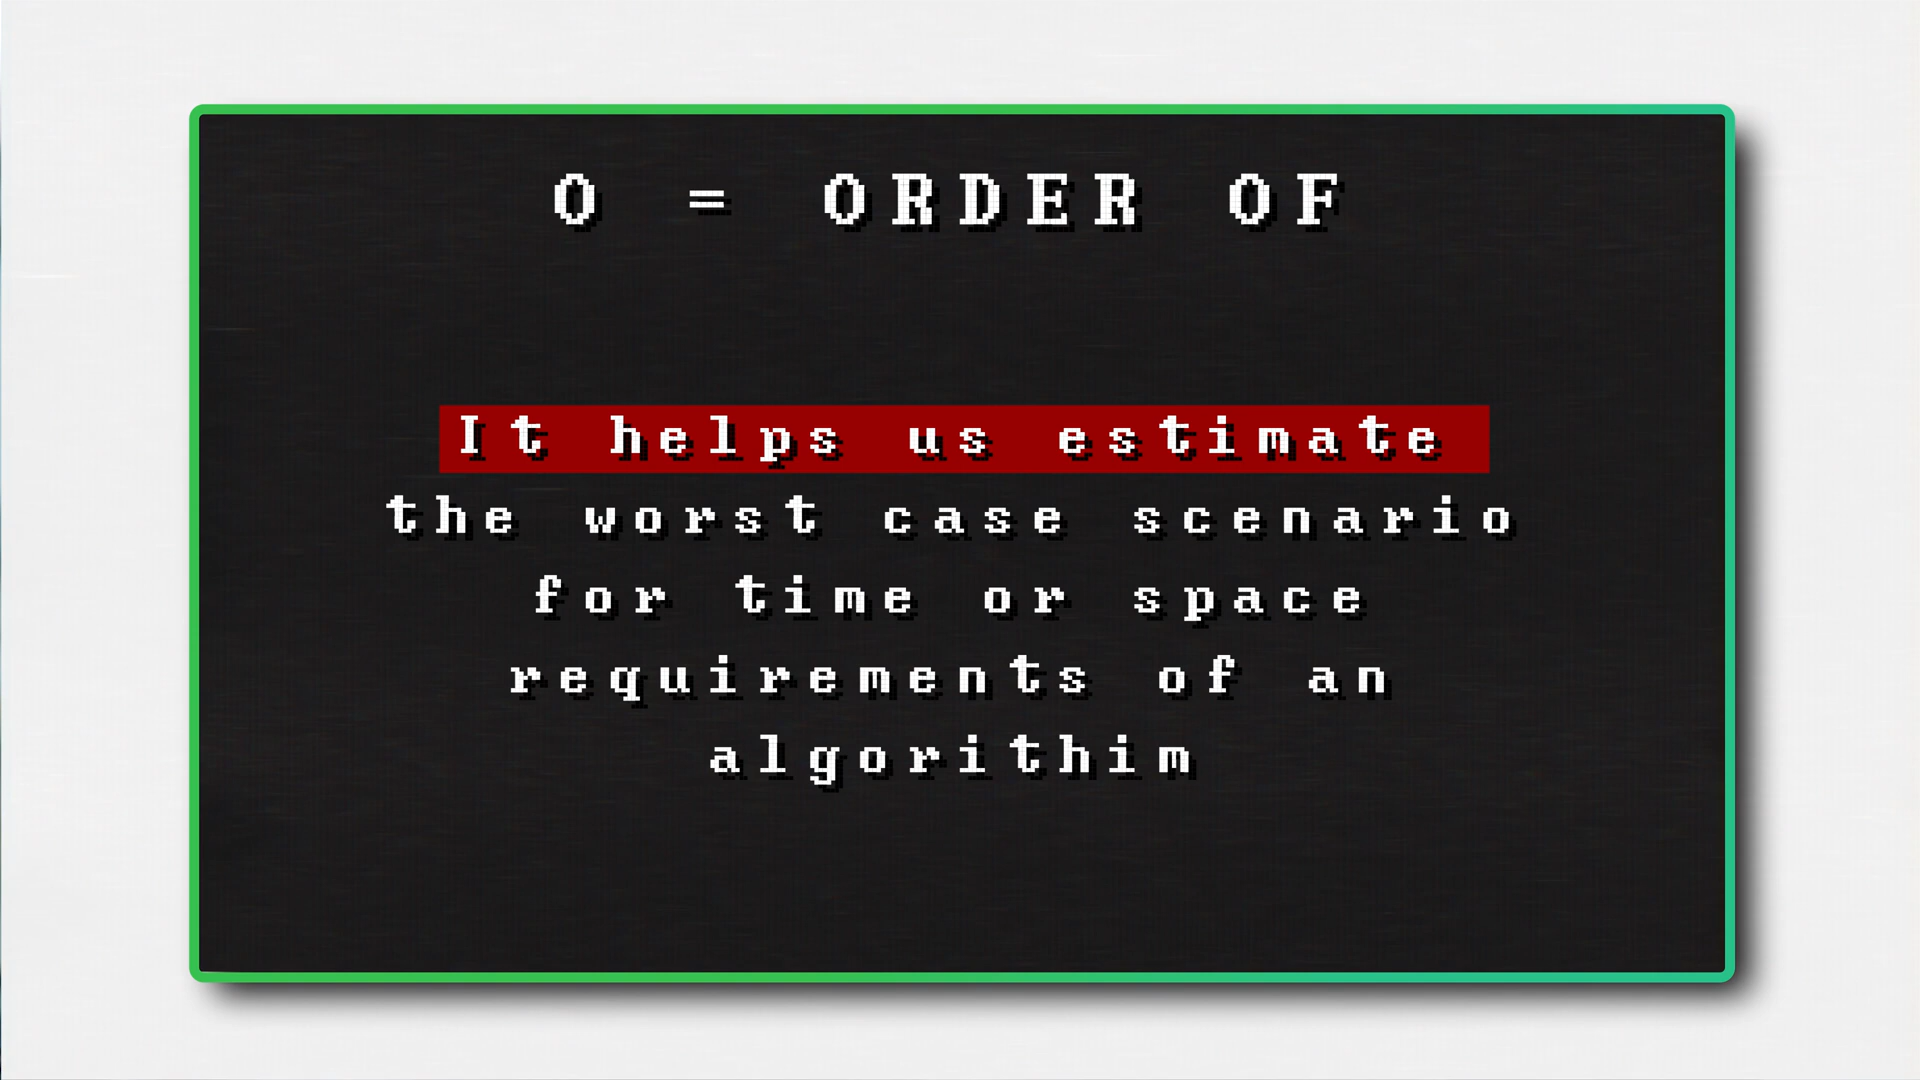 O = ORDER OF
It helps us estimate
the worst case scenario
for time or space
requirements of an
algorithim